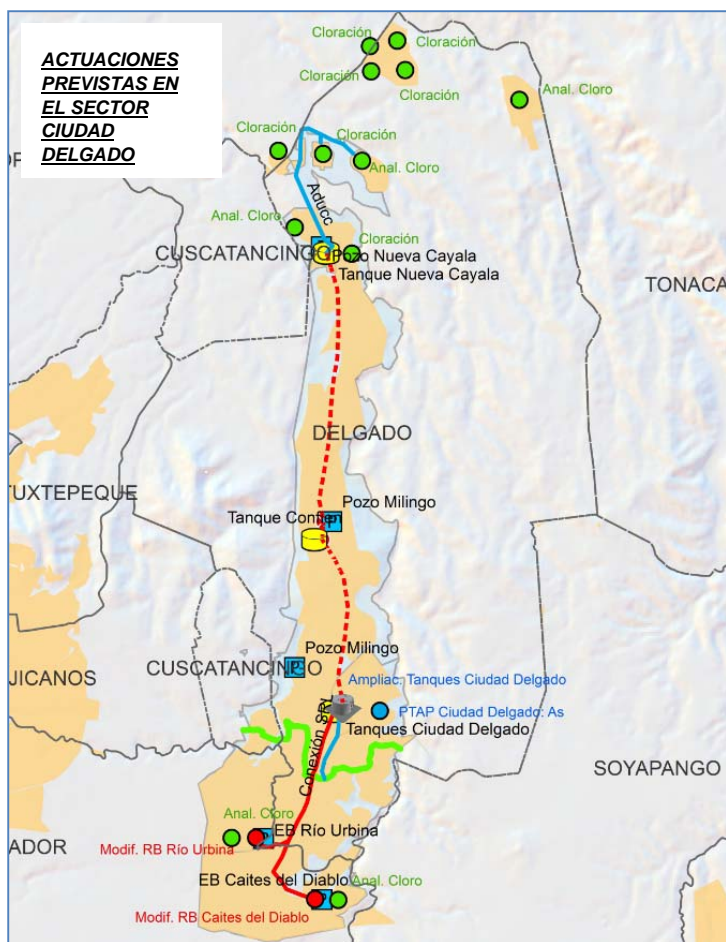 ACTUACIONES
PREVISTAS EN
EL SECTOR
CIUDAD
DELGADO
Cloración
Cloración
Cloración
Cloración
Anal. Cloro
Cloración
Cloración
Anal. Cloro
Aducc
Anal. Cloro
Cloración
CUSCATANCINGO
Pozo Nueva Cayala
Tanque Nueva Cayala
TONACA
DELGADO
TUXTEPEQUE
Pozo Milingo
Tanque Confien
Pozo Milingo
CUSCATANCINGO
JICANOS
Ampliac. Tanques Ciudad Delgado
PTAP Ciudad Delgado: As
Tanques Ciudad Delgado
Conexión
SOYAPANGO
Anal. Cloro
EB Río Urbina
ADOR
Modif. RB Río Urbina
EB Caites del Diablo
Anal. Cloro
Modif. RB Caites del Diablo